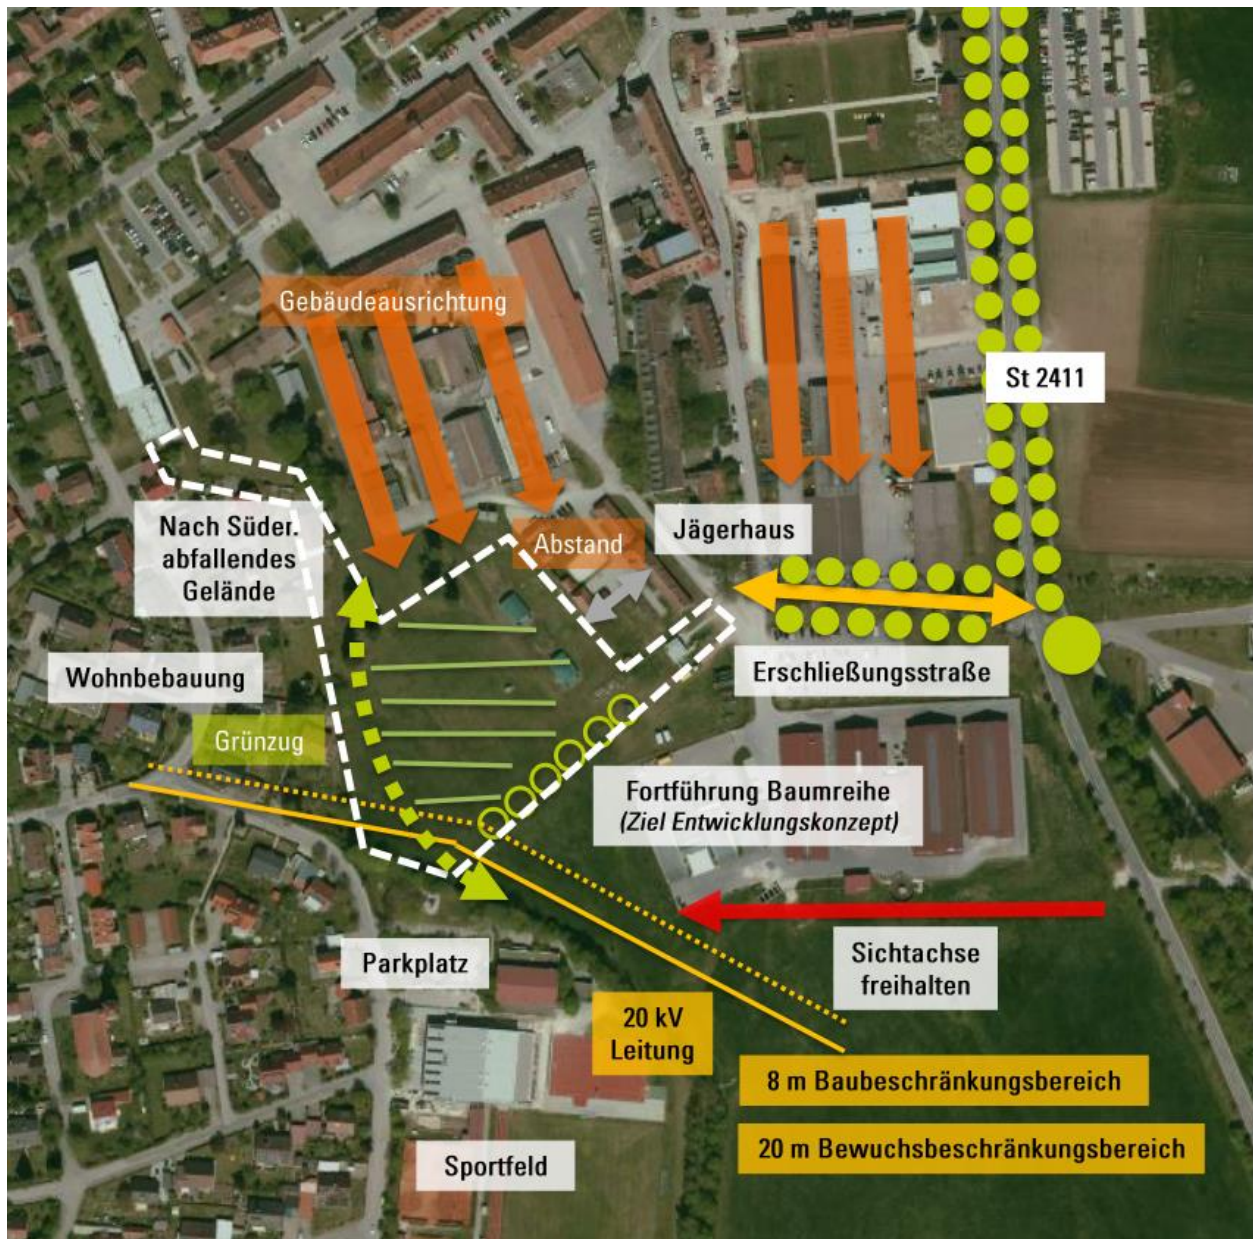 Gebäudeausrichtung
St 2411
Nach Süder.
abfallendes
Gelände
Abstand
Jägerhaus
Wohnbebauung
Erschließungsstraße
Grünzug
Fortführung Baumreihe
(Ziel Entwicklungskonzept)
Parkplatz
Sichtachse
freihalten
20 kV
Leitung
8 m Baubeschränkungsbereich
20 m Bewuchsbeschränkungsbereich
Sportfeld